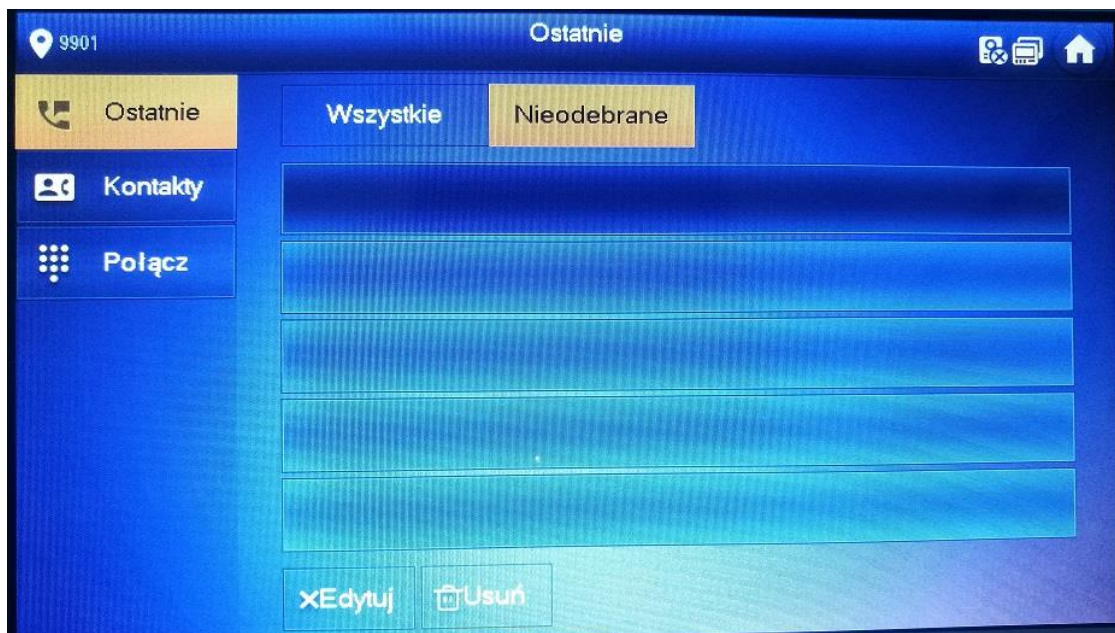 9901
Ostatnie
Ostatnie
Kontakty
Połącz
Wszystkie
Nieodebrane
Edytuj
Usuń